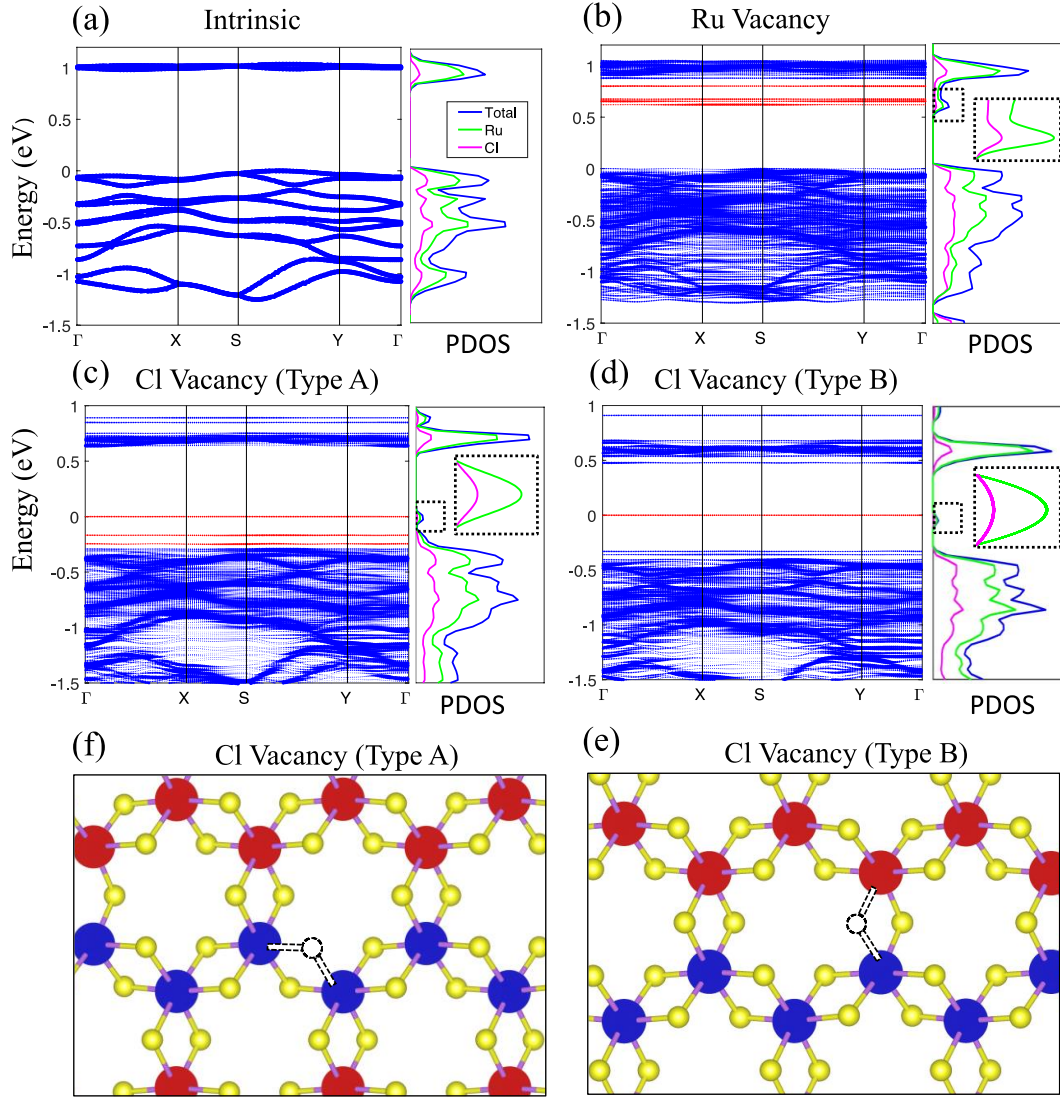 (a) Intrinsic
(b) Ru Vacancy
Energy (eV)
1
0.5
0
-0.5
-1
-1.5
Γ X S Y Γ
Total
Ru
Cl
PDOS
1
0.5
0
-0.5
-1
-1.5
Γ X S Y Γ
PDOS
(c) Cl Vacancy (Type A)
(d) Cl Vacancy (Type B)
Energy (eV)
1
0.5
0
-0.5
-1
-1.5
Γ X S Y Γ
PDOS
1
0.5
0
-0.5
-1
-1.5
Γ X S Y Γ
PDOS
(f) Cl Vacancy (Type A)
(e) Cl Vacancy (Type B)